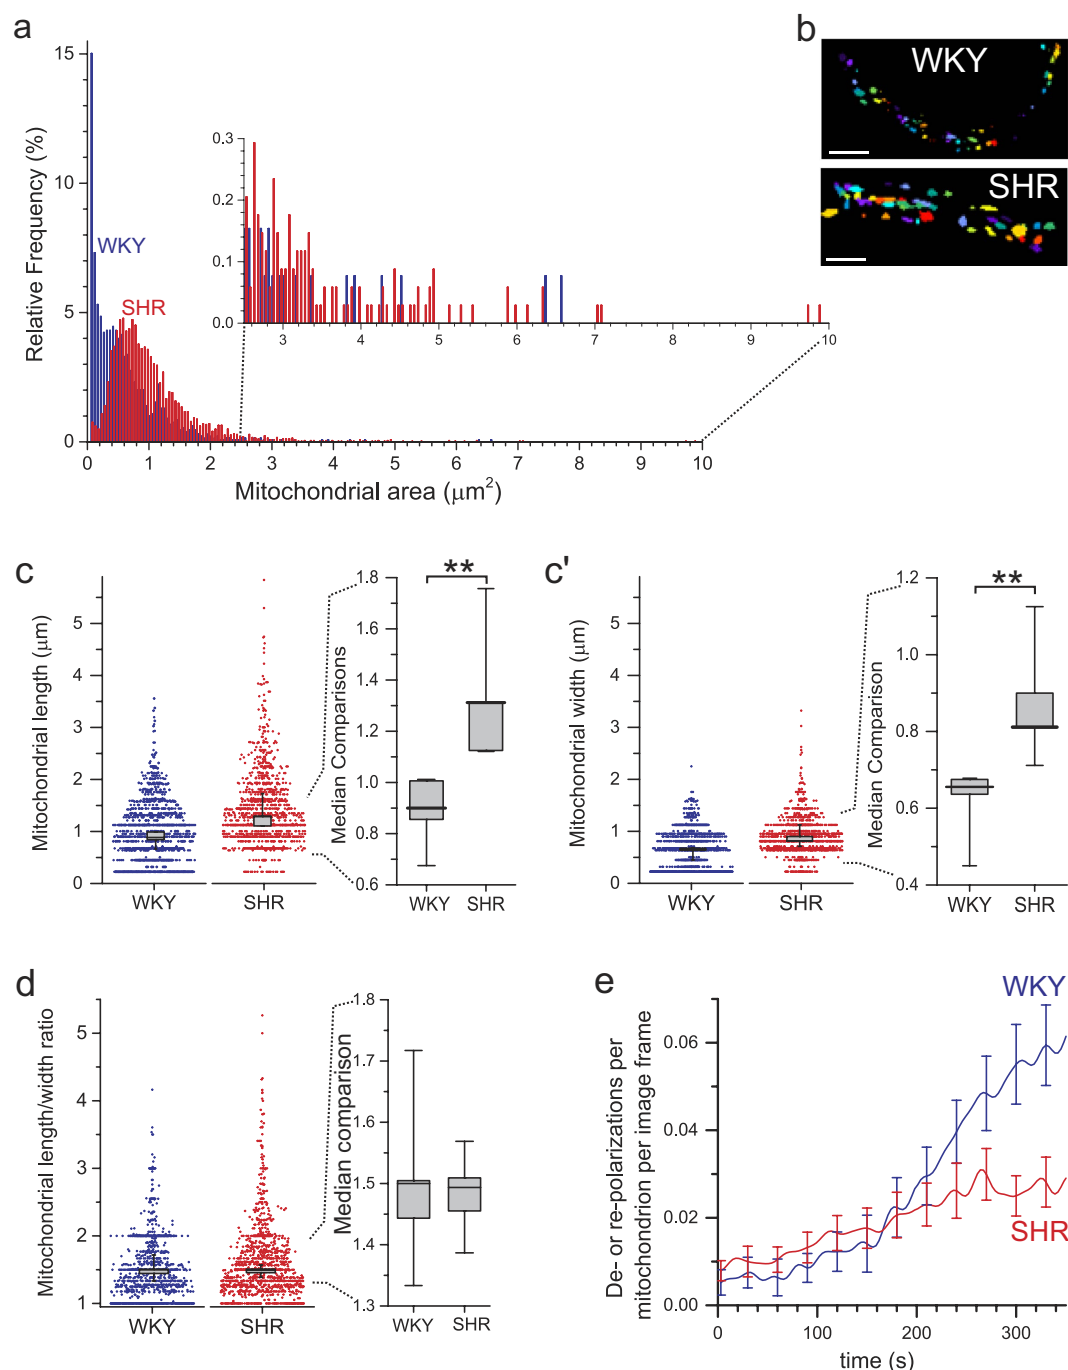 a
Relative Frequency (%)
15
10
5
0
WKY
SHR
0.3
0.2
0.1
0.0
3 4 5 6 7 8 9 10
0 1 2 3 4 5 6 7 8 9 10
Mitochondrial area (μm²)
b
WKY
SHR
c
Mitochondrial length (μm)
5
4
3
2
1
0
WKY SHR
Median Comparisons
1.8
1.6
1.4
1.2
1.0
0.8
0.6
**
WKY SHR
c'
Mitochondrial width (μm)
5
4
3
2
1
0
WKY SHR
Median Comparison
1.2
1.0
0.8
0.6
0.4
**
WKY SHR
d
Mitochondrial length/width ratio
5
4
3
2
1
WKY SHR
Median comparison
1.8
1.7
1.6
1.5
1.4
1.3
WKY SHR
e
De- or re-polarizations per
mitochondrion per image frame
0.06
0.04
0.02
0.00
WKY
SHR
0 100 200 300
time (s)